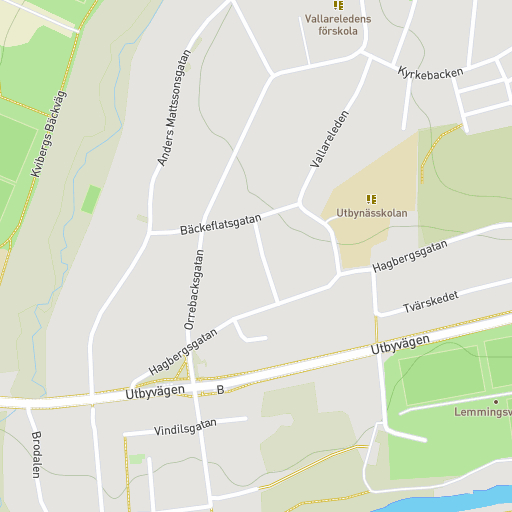 Vallareledens
förskola
Kyrkebacken
Anders Mattssonsgatan
Kvibergs Bäckväg
Vallareleden
Utbynässkolan
Bäckeflatsgatan
Hagbergsgatan
Orrebacksgatan
Tvärskedet
Hagbergsgatan
Utbyvägen
Utbyvägen
B
Lemmingsv
Vindilsgatan
Brodalen